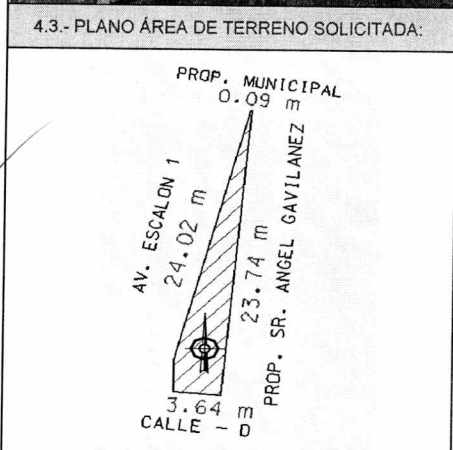 4.3.- PLANO ÁREA DE TERRENO SOLICITADA:
PROP. MUNICIPAL
0.09 m
AV. ESCALON 1
24.02 m
23.74 m
PROP. SR. ANGEL GAVILANEZ
3.64 m
CALLE - D